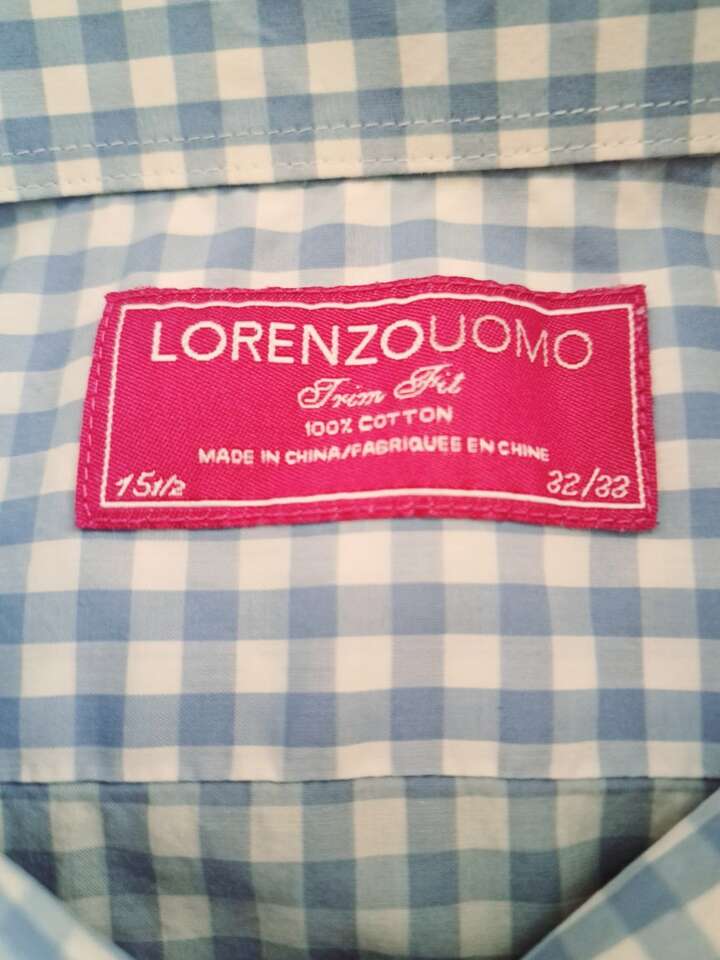 LORENZOUOMO
Trim Fit
100% COTTON
MADE IN CHINA/FABRIQUEE EN CHINE
15 1/2 32/33